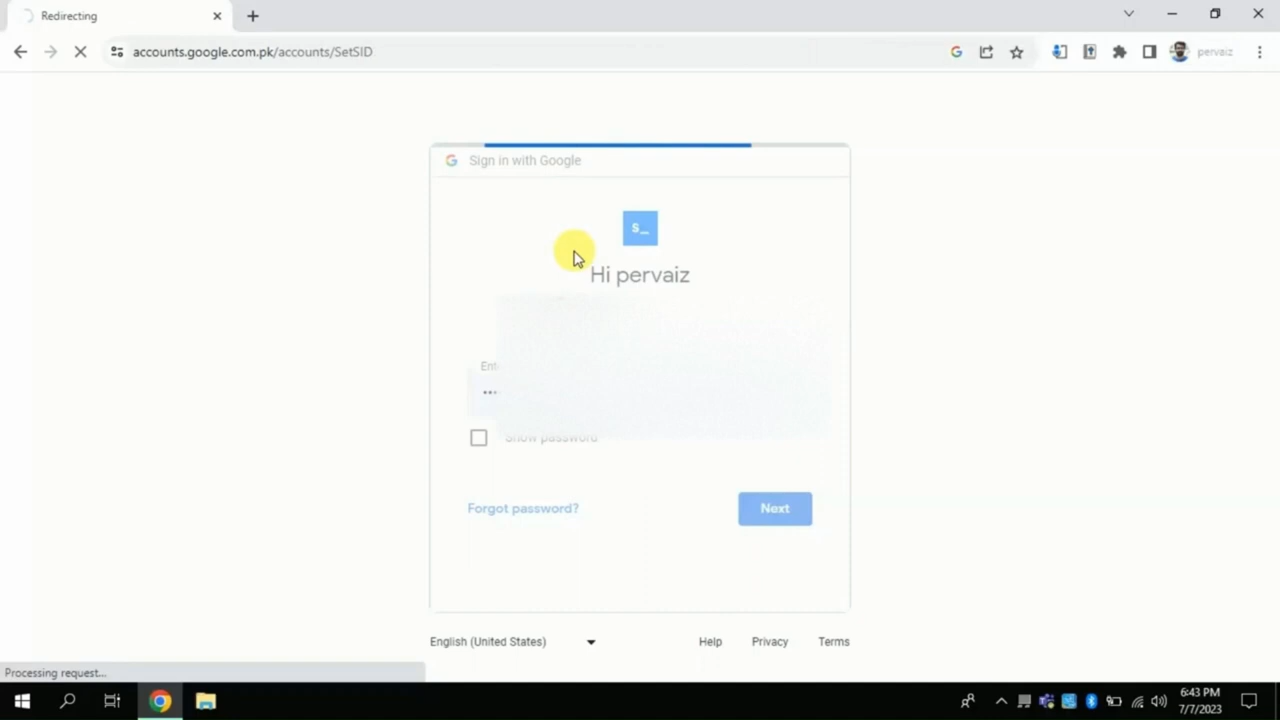 Redirecting
accounts.google.com.pk/accounts/SetSID
pervaiz
Sign in with Google
S_
Hi pervaiz
Show password
Forgot password?
Next
English (United States)
Help
Privacy
Terms
Processing request...
6:43 PM
7/7/2023